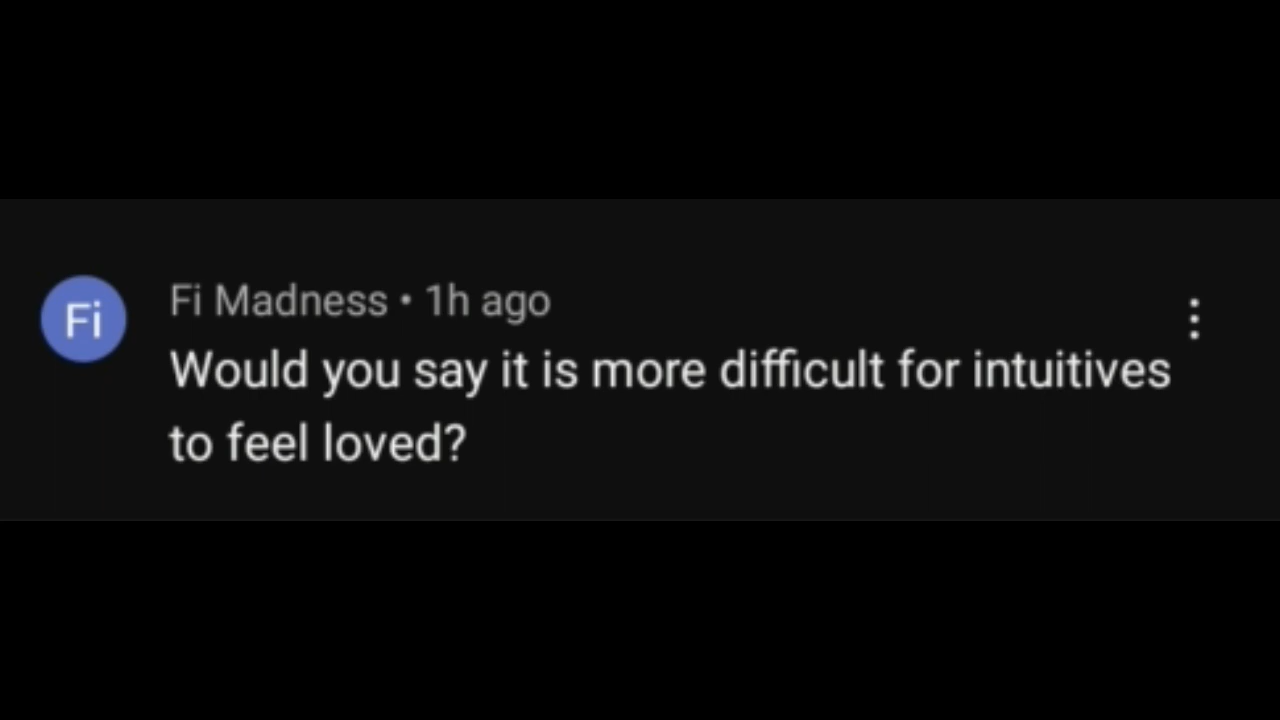 Fi
Fi Madness • 1h ago
Would you say it is more difficult for intuitives
to feel loved?